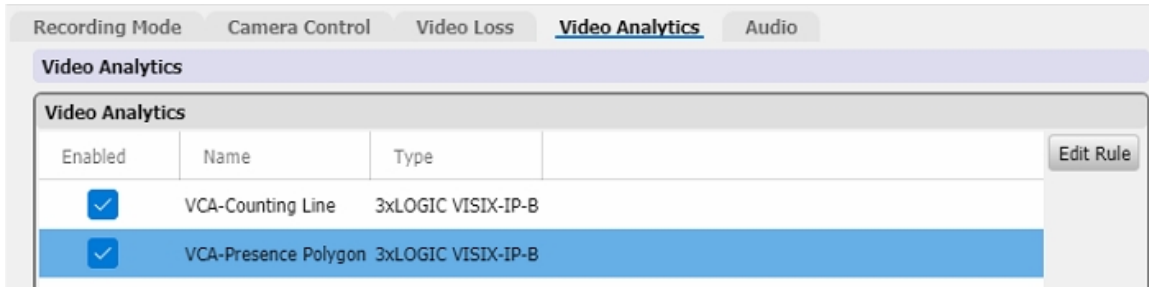 Recording Mode Camera Control Video Loss Video Analytics Audio
Video Analytics
Video Analytics
Enabled Name Type Edit Rule
VCA-Counting Line 3xLOGIC VISIX-IP-B
VCA-Presence Polygon 3xLOGIC VISIX-IP-B